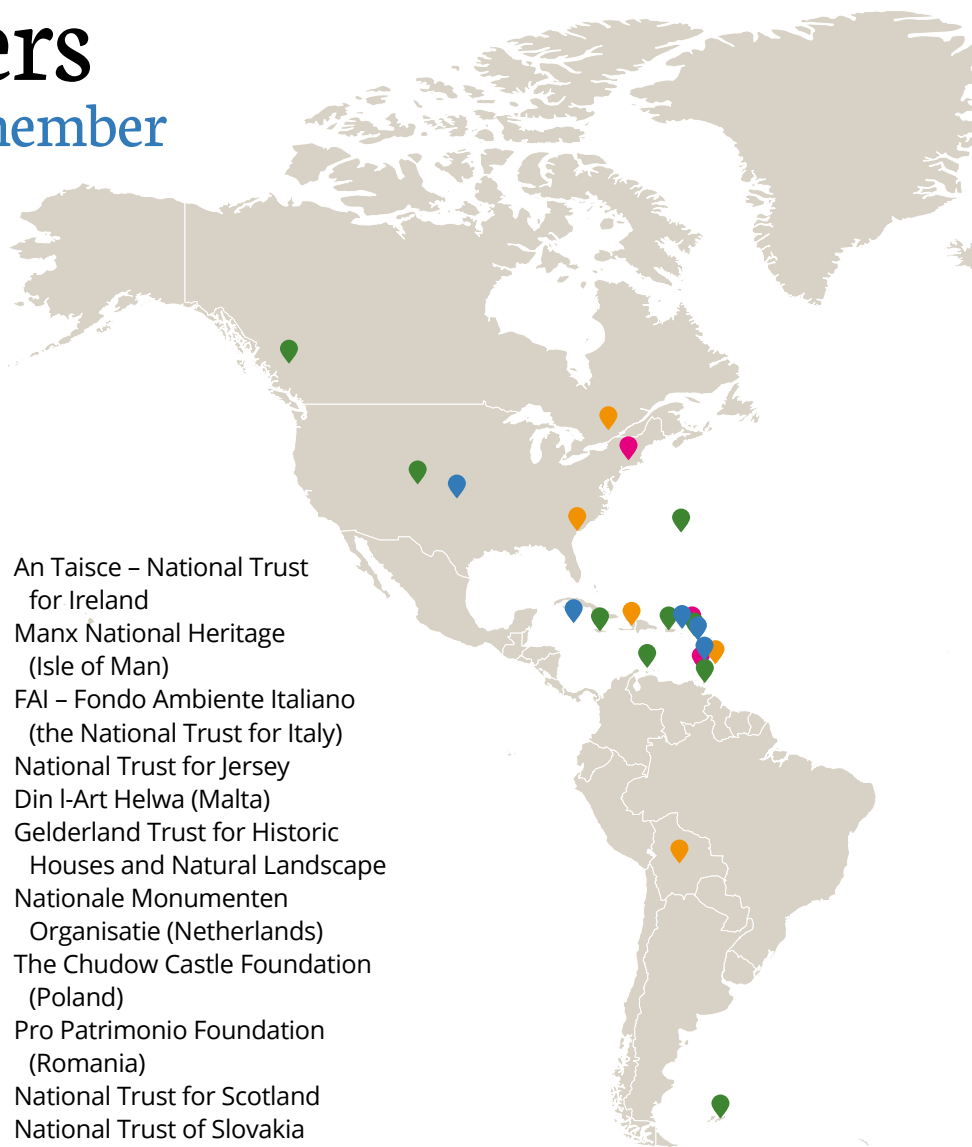 ers
ember
An Taisce – National Trust
for Ireland
Manx National Heritage
(Isle of Man)
FAI – Fondo Ambiente Italiano
(the National Trust for Italy)
National Trust for Jersey
Din l-Art Helwa (Malta)
Gelderland Trust for Historic
Houses and Natural Landscape
Nationale Monumenten
Organisatie (Netherlands)
The Chudow Castle Foundation
(Poland)
Pro Patrimonio Foundation
(Romania)
National Trust for Scotland
National Trust of Slovakia